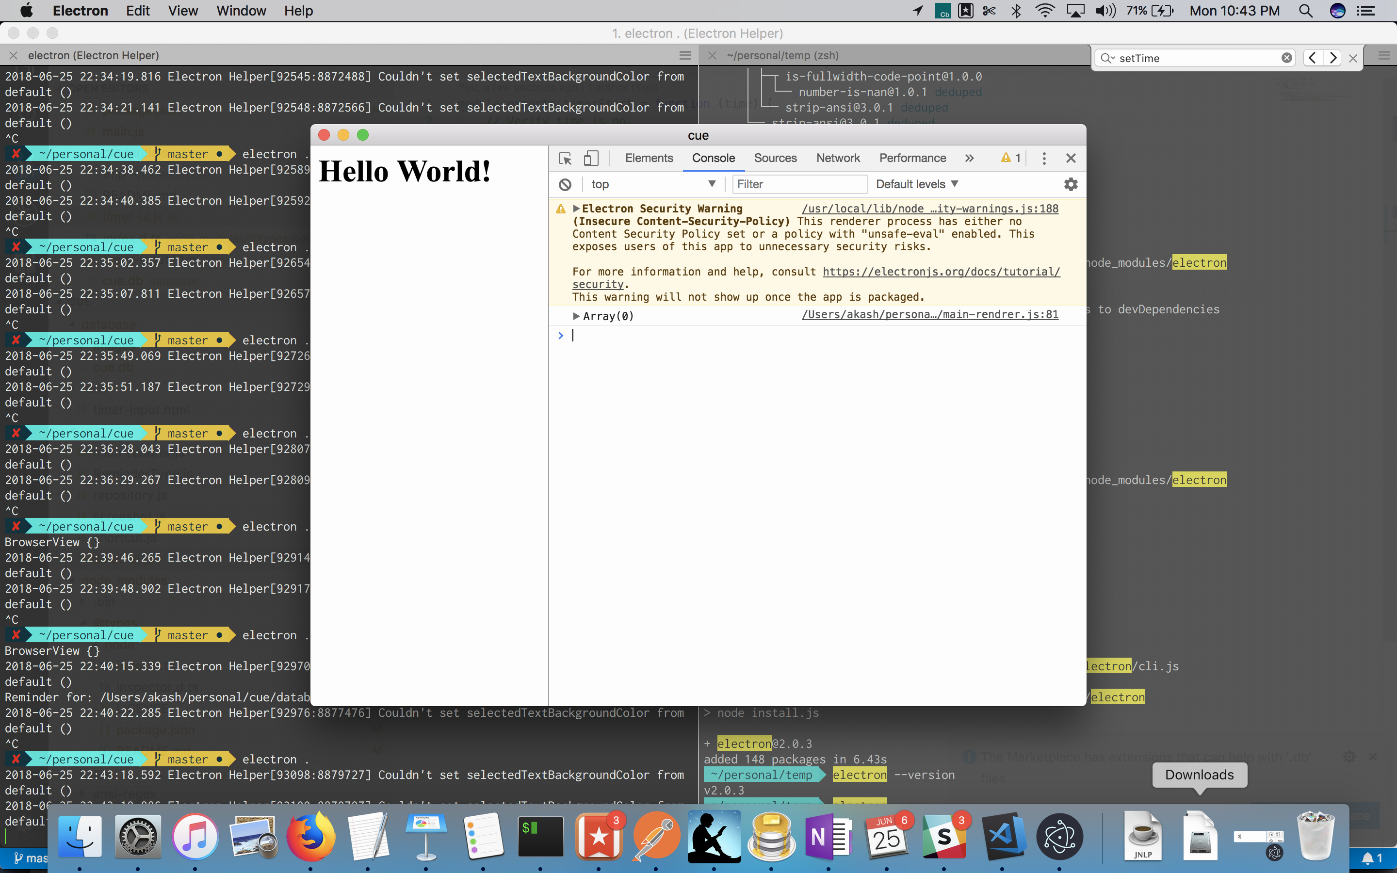 Electron Edit View Window Help
71% Mon 10:43 PM
1. electron . (Electron Helper)
electron (Electron Helper)
~/personal/temp (zsh)
setTime
2018-06-25 22:34:19.816 Electron Helper[92545:8872488] Couldn't set selectedTextBackgroundColor from
default ()
2018-06-25 22:34:21.141 Electron Helper[92548:8872566] Couldn't set selectedTextBackgroundColor from
default ()
^C
✘ ~/personal/cue master ● electron .
2018-06-25 22:34:38.462 Electron Helper[92589
default ()
2018-06-25 22:34:40.385 Electron Helper[92592
default ()
^C
✘ ~/personal/cue master ● electron .
2018-06-25 22:35:02.357 Electron Helper[92654
default ()
2018-06-25 22:35:07.811 Electron Helper[92657
default ()
^C
✘ ~/personal/cue master ● electron .
2018-06-25 22:35:49.069 Electron Helper[92726
default ()
2018-06-25 22:35:51.187 Electron Helper[92729
default ()
^C
✘ ~/personal/cue master ● electron .
2018-06-25 22:36:28.043 Electron Helper[92807
default ()
2018-06-25 22:36:29.267 Electron Helper[92809
default ()
^C
✘ ~/personal/cue master ● electron .
BrowserView {}
2018-06-25 22:39:46.265 Electron Helper[92914
default ()
2018-06-25 22:39:48.902 Electron Helper[92917
default ()
^C
✘ ~/personal/cue master ● electron .
BrowserView {}
2018-06-25 22:40:15.339 Electron Helper[92970
default ()
Reminder for: /Users/akash/personal/cue/datab
2018-06-25 22:40:22.285 Electron Helper[92976:8877476] Couldn't set selectedTextBackgroundColor from
default ()
^C
✘ ~/personal/cue master ● electron .
2018-06-25 22:43:18.592 Electron Helper[93098:8879727] Couldn't set selectedTextBackgroundColor from
default ()
is-fullwidth-code-point@1.0.0
number-is-nan@1.0.1 deduped
strip-ansi@3.0.1 deduped
strip-ansi@3.0.1 deduped
node_modules/electron
s to devDependencies
node_modules/electron
lectron/cli.js
/electron
> node install.js
+ electron@2.0.3
added 148 packages in 6.43s
~/personal/temp electron --version
v2.0.3
The Marketplace has extensions that can help with '.db'
files
cue
Hello World!
Elements Console Sources Network Performance » 1
top Filter Default levels
Electron Security Warning /usr/local/lib/node …ity-warnings.js:188
(Insecure Content-Security-Policy) This renderer process has either no
Content Security Policy set or a policy with "unsafe-eval" enabled. This
exposes users of this app to unnecessary security risks.
For more information and help, consult https://electronjs.org/docs/tutorial/
security.
This warning will not show up once the app is packaged.
Array(0) /Users/akash/persona…/main-rendrer.js:81
Downloads
3
JUN 6
25
3
JNLP
mas
1